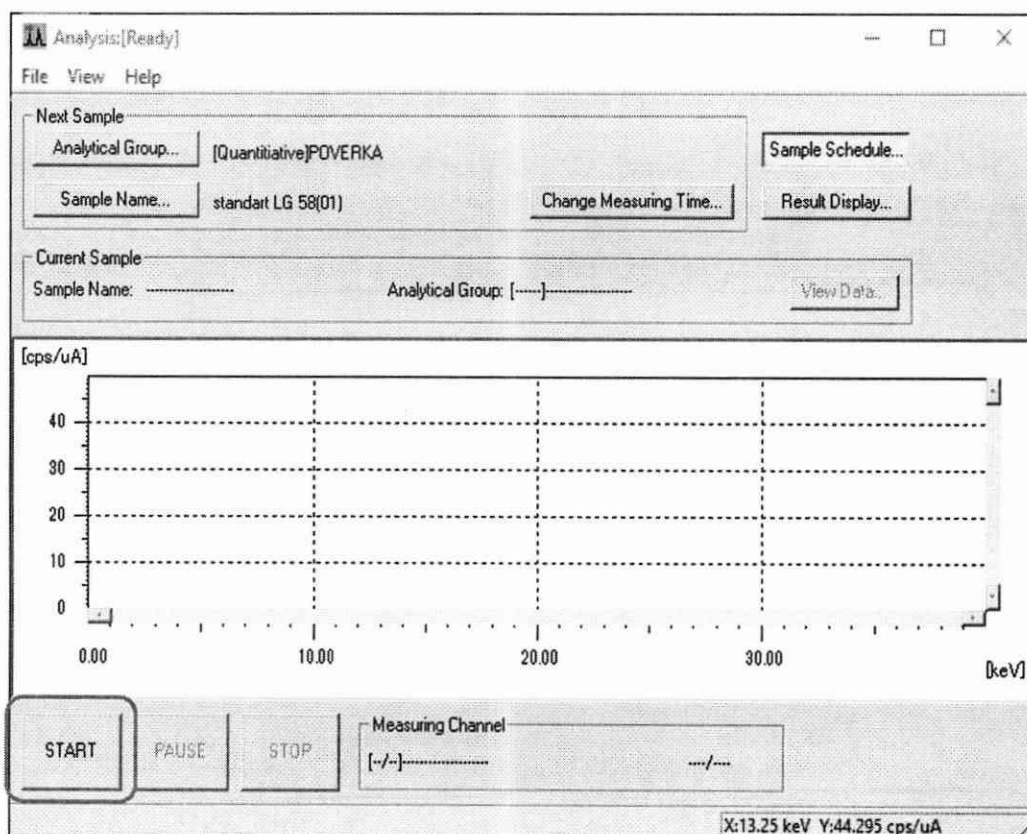 Analysis:[Ready]
File View Help
Next Sample
Analytical Group... [Quantitiative]POVERKA Sample Schedule...
Sample Name... standart LG 58(01) Change Measuring Time... Result Display...
Current Sample
Sample Name: ---------------- Analytical Group: [----]---------------- View Data...
[cps/uA]
40
30
20
10
0
0.00 10.00 20.00 30.00
[keV]
START PAUSE STOP
Measuring Channel
[--/--]---------------- ---/---
X:13.25 keV Y:44.295 cps/uA